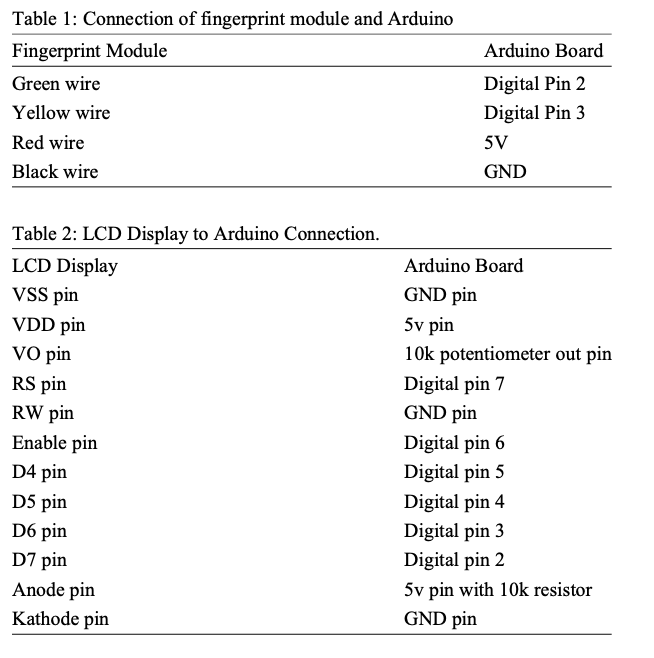 Table 1: Connection of fingerprint module and Arduino
Fingerprint Module Arduino Board
Green wire Digital Pin 2
Yellow wire Digital Pin 3
Red wire 5V
Black wire GND
Table 2: LCD Display to Arduino Connection.
LCD Display Arduino Board
VSS pin GND pin
VDD pin 5v pin
VO pin 10k potentiometer out pin
RS pin Digital pin 7
RW pin GND pin
Enable pin Digital pin 6
D4 pin Digital pin 5
D5 pin Digital pin 4
D6 pin Digital pin 3
D7 pin Digital pin 2
Anode pin 5v pin with 10k resistor
Kathode pin GND pin